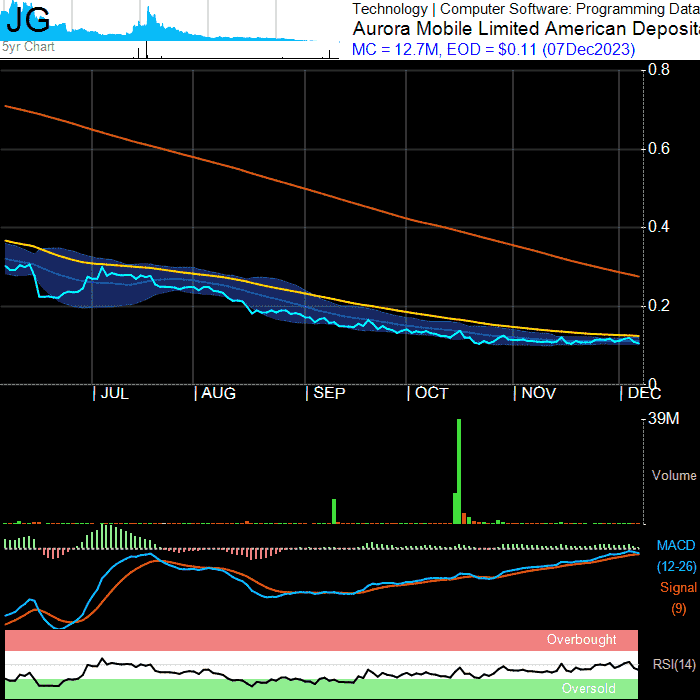 JG
5yr Chart
Technology | Computer Software: Programming Data
Aurora Mobile Limited American Deposit
MC = 12.7M, EOD = $0.11 (07Dec2023)
0.8
0.6
0.4
0.2
0
JUL AUG SEP OCT NOV DEC
39M
Volume
MACD
(12-26)
Signal
(9)
Overbought
RSI(14)
Oversold